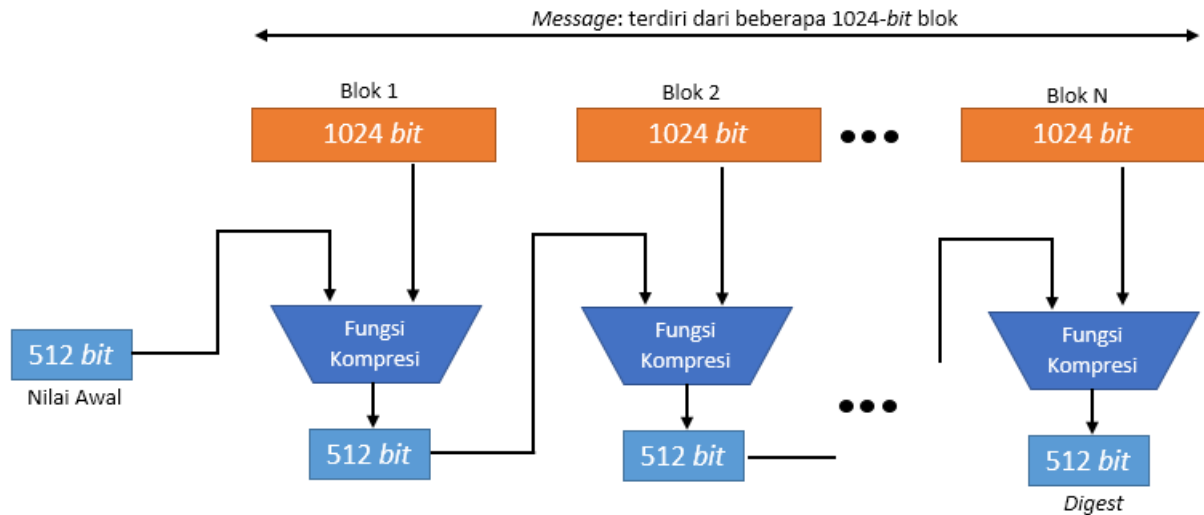 Message: terdiri dari beberapa 1024-bit blok
Blok 1
Blok 2
Blok N
1024 bit
1024 bit
1024 bit
Fungsi
Kompresi
Fungsi
Kompresi
Fungsi
Kompresi
512 bit
Nilai Awal
512 bit
512 bit
512 bit
Digest